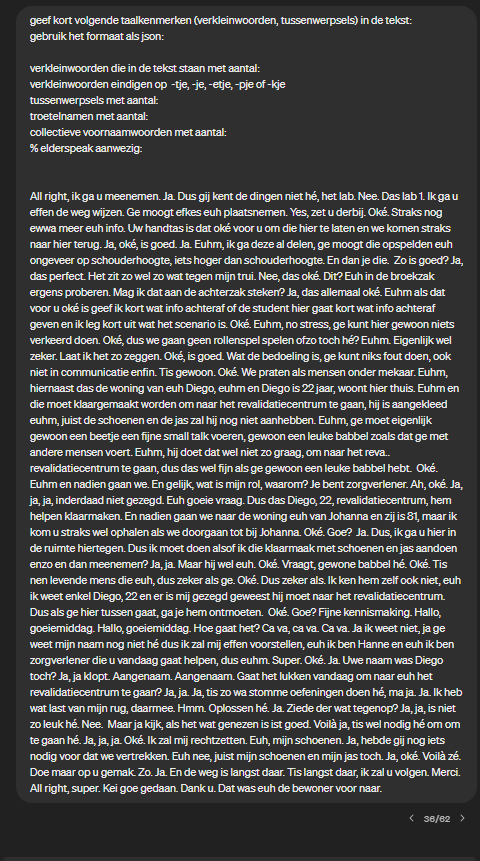 geef kort volgende taalkenmerken (verkleinwoorden, tussenwerpsels) in de tekst:
gebruik het formaat als json:
verkleinwoorden die in de tekst staan met aantal:
verkleinwoorden eindigen op -tje, -je, -etje, -pje of -kje
tussenwerpsels met aantal:
troetelnamen met aantal:
collectieve voornaamwoorden met aantal:
% elderspeak aanwezig:
All right, ik ga u meenemen. Ja. Dus gij kent de dingen niet hé, het lab. Nee. Das lab 1. Ik ga u
effen de weg wijzen. Ge moogt efkes euh plaatsnemen. Yes, zet u derbij. Oké. Straks nog
ewwa meer euh info. Uw handtas is dat oké voor u om die hier te laten en we komen straks
naar hier terug. Ja, oké, is goed. Ja. Euhm, ik ga deze al delen, ge moogt die opspelden euh
ongeveer op schouderhoogte, iets hoger dan schouderhoogte. En dan je die.  Zo is goed? Ja,
das perfect. Het zit zo wel zo wat tegen mijn trui. Nee, das oké. Dit? Euh in de broekzak
ergens proberen. Mag ik dat aan de achterzak steken? Ja, das allemaal oké. Euhm als dat
voor u oké is geef ik kort wat info achteraf of de student hier gaat kort wat info achteraf
geven en ik leg kort uit wat het scenario is. Oké. Euhm, no stress, ge kunt hier gewoon niets
verkeerd doen. Oké, dus we gaan geen rollenspel spelen ofzo toch hé? Euhm. Eigenlijk wel
zeker. Laat ik het zo zeggen. Oké, is goed. Wat de bedoeling is, ge kunt niks fout doen, ook
niet in communicatie enfin. Tis gewoon. Oké. We praten als mensen onder mekaar. Euhm,
hiernaast das de woning van euh Diego, euhm en Diego is 22 jaar, woont hier thuis. Euhm en
die moet klaargemaakt worden om naar het revalidatiecentrum te gaan, hij is aangekleed
euhm, juist de schoenen en de jas zal hij nog niet aanhebben. Euhm, ge moet eigenlijk
gewoon een beetje een fijne small talk voeren, gewoon een leuke babbel zoals dat ge met
andere mensen voert. Euhm, hij doet dat wel niet zo graag, om naar het reva..
revalidatiecentrum te gaan, dus das wel fijn als ge gewoon een leuke babbel hebt.  Oké.
Euhm en nadien gaan we. En gelijk, wat is mijn rol, waarom? Je bent zorgverlener. Ah, oké. Ja,
ja, ja, inderdaad niet gezegd. Euh goeie vraag. Dus das Diego, 22, revalidatiecentrum, hem
helpen klaarmaken. En nadien gaan we naar de woning euh van Johanna en zij is 81, maar ik
kom u straks wel ophalen als we doorgaan tot bij Johanna. Oké. Goe?  Ja. Dus, ik ga u hier in
de ruimte hiertegen. Dus ik moet doen alsof ik die klaarmaak met schoenen en jas aandoen
enzo en dan meenemen? Ja, ja. Maar hij wel euh. Oké. Vraagt, gewone babbel hé. Oké. Tis
nen levende mens die euh, dus zeker als ge. Oké. Dus zeker als. Ik ken hem zelf ook niet, euh
ik weet enkel Diego, 22 en er is mij gezegd geweest hij moet naar het revalidatiecentrum.
Dus als ge hier tussen gaat, ga je hem ontmoeten.  Oké. Goe? Fijne kennismaking. Hallo,
goeiemiddag. Hallo, goeiemiddag. Hoe gaat het? Ca va, ca va. Ca va. Ja ik weet niet, ja ge
weet mijn naam nog niet hé dus ik zal mij effen voorstellen, euh ik ben Hanne en euh ik ben
zorgverlener die u vandaag gaat helpen, dus euhm. Super. Oké. Ja. Uwe naam was Diego
toch? Ja, ja klopt. Aangenaam. Aangenaam. Gaat het lukken vandaag om naar euh het
revalidatiecentrum te gaan? Ja, ja. Ja, tis zo wa stomme oefeningen doen hé, ma ja. Ja. Ik heb
wat last van mijn rug, daarmee. Hmm. Oplossen hé. Ja. Ziede der wat tegenop? Ja, ja, is niet
zo leuk hé. Nee.  Maar ja kijk, als het wat genezen is ist goed. Voilà ja, tis wel nodig hé om om
te gaan hé. Ja, ja, ja. Oké. Ik zal mij rechtzetten. Euh, mijn schoenen. Ja, hebde gij nog iets
nodig voor dat we vertrekken. Euh nee, juist mijn schoenen en mijn jas toch. Ja, oké. Voilà zé.
Doe maar op u gemak. Zo. Ja. En de weg is langst daar. Tis langst daar, ik zal u volgen. Merci.
All right, super. Kei goe gedaan. Dank u. Dat was euh de bewoner voor naar.
36/62